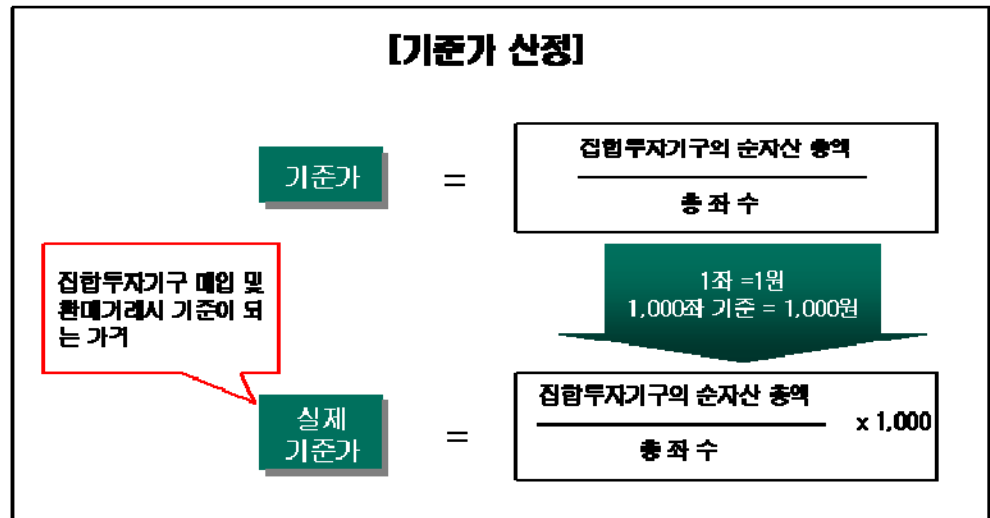 [기준가 산정]
기준가
=
집합투자기구의 순자산 총액
총 좌 수
집합투자기구 매입 및
환매거래시 기준이 되
는 가격
1좌 =1원
1,000좌 기준 = 1,000원
실제
기준가
=
집합투자기구의 순자산 총액
총 좌 수
x 1,000